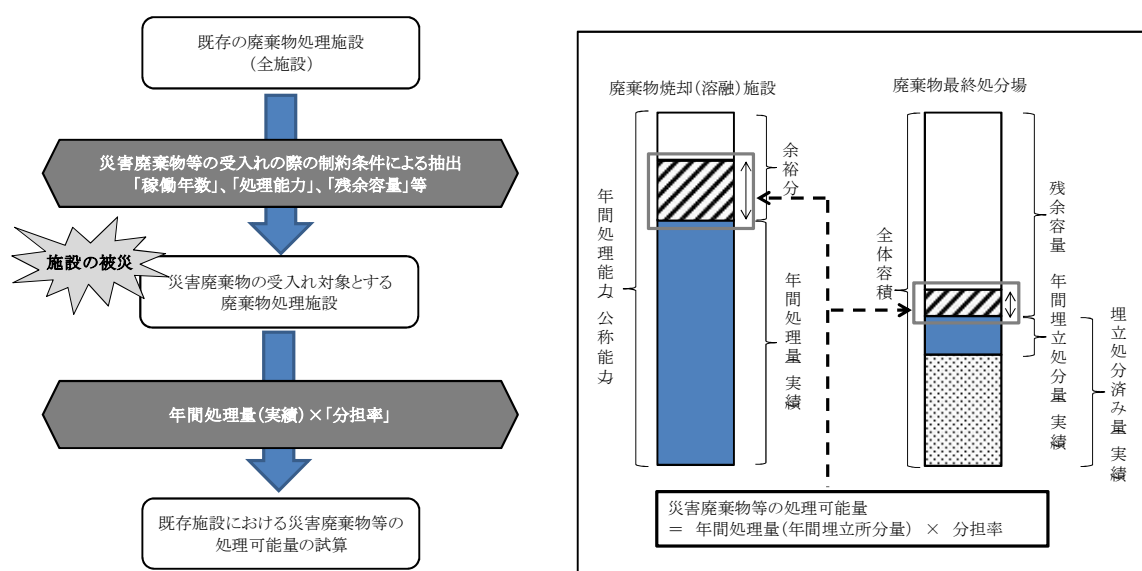 既存の廃棄物処理施設
(全施設)
災害廃棄物等の受入れの際の制約条件による抽出
「稼働年数」、「処理能力」、「残余容量」等
施設の被災
災害廃棄物の受入れ対象とする
廃棄物処理施設
年間処理量(実績)×「分担率」
既存施設における災害廃棄物等の
処理可能量の試算
廃棄物焼却(溶融)施設
年間処理能力 公称能力
余裕分
年間処理量 実績
廃棄物最終処分場
全体容積
残余容量
年間埋立処分量 実績
埋立処分済み量 実績
災害廃棄物等の処理可能量
= 年間処理量(年間埋立所分量) × 分担率